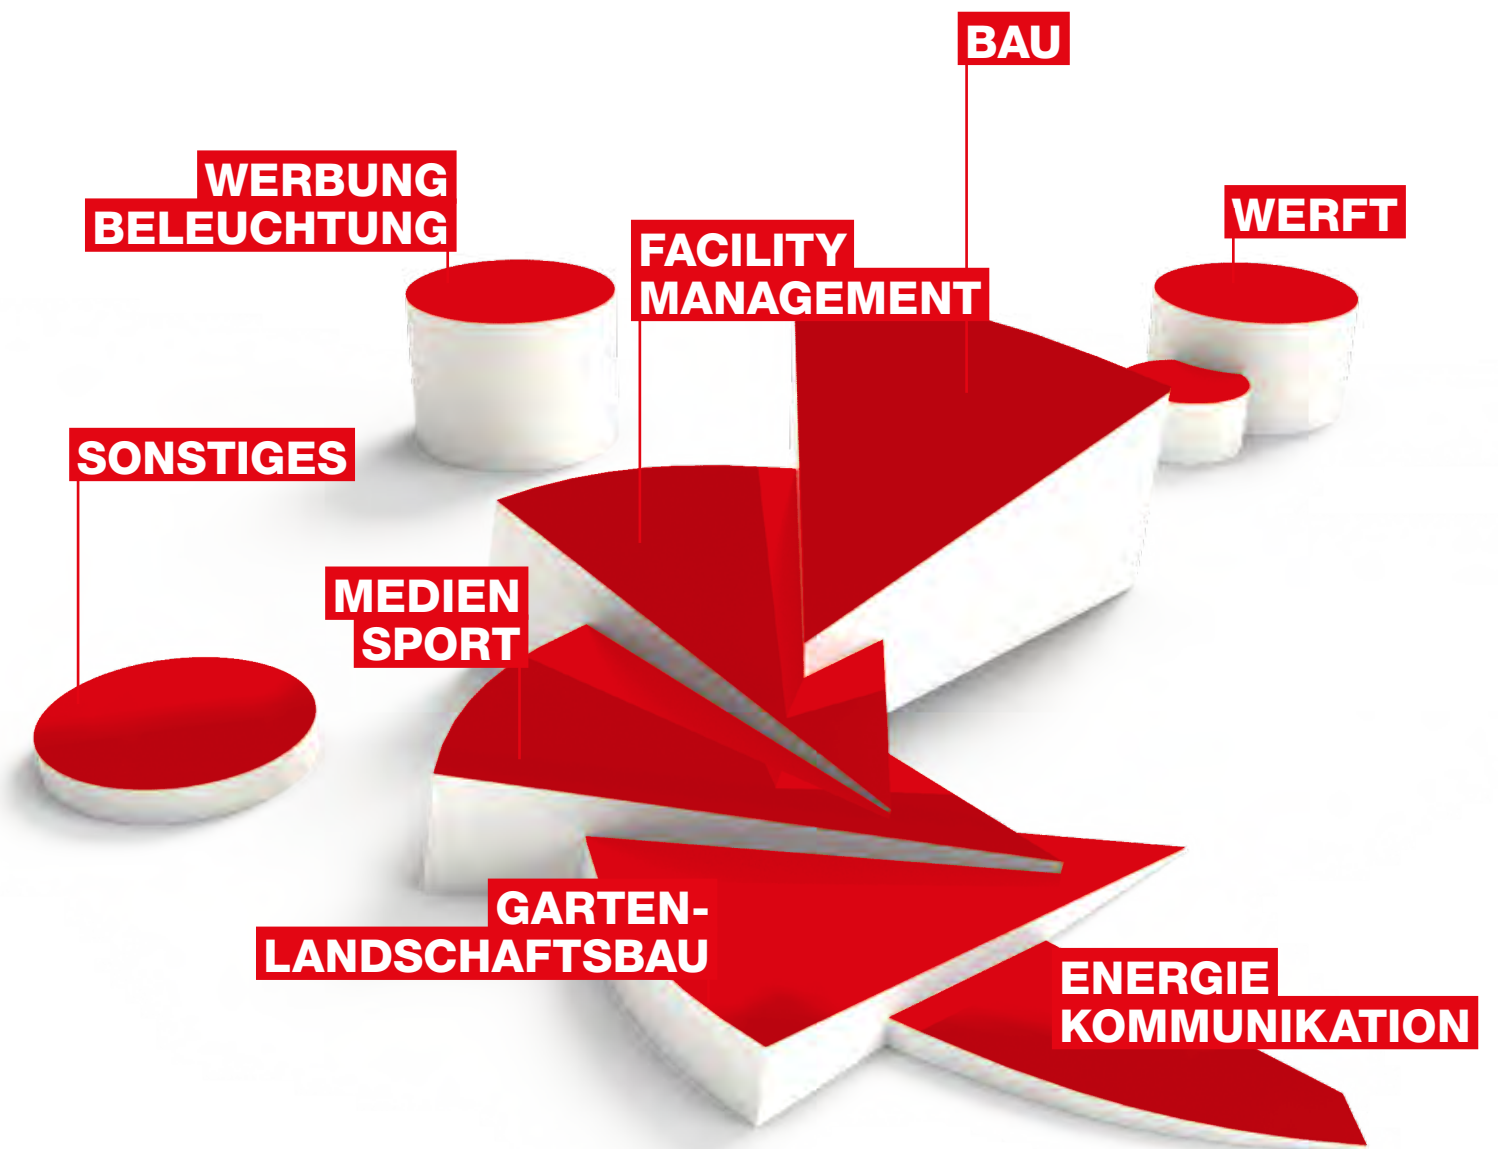 BAU
WERBUNG
BELEUCHTUNG
WERFT
FACILITY
MANAGEMENT
SONSTIGES
MEDIEN
SPORT
GARTEN-
LANDSCHAFTSBAU
ENERGIE
KOMMUNIKATION